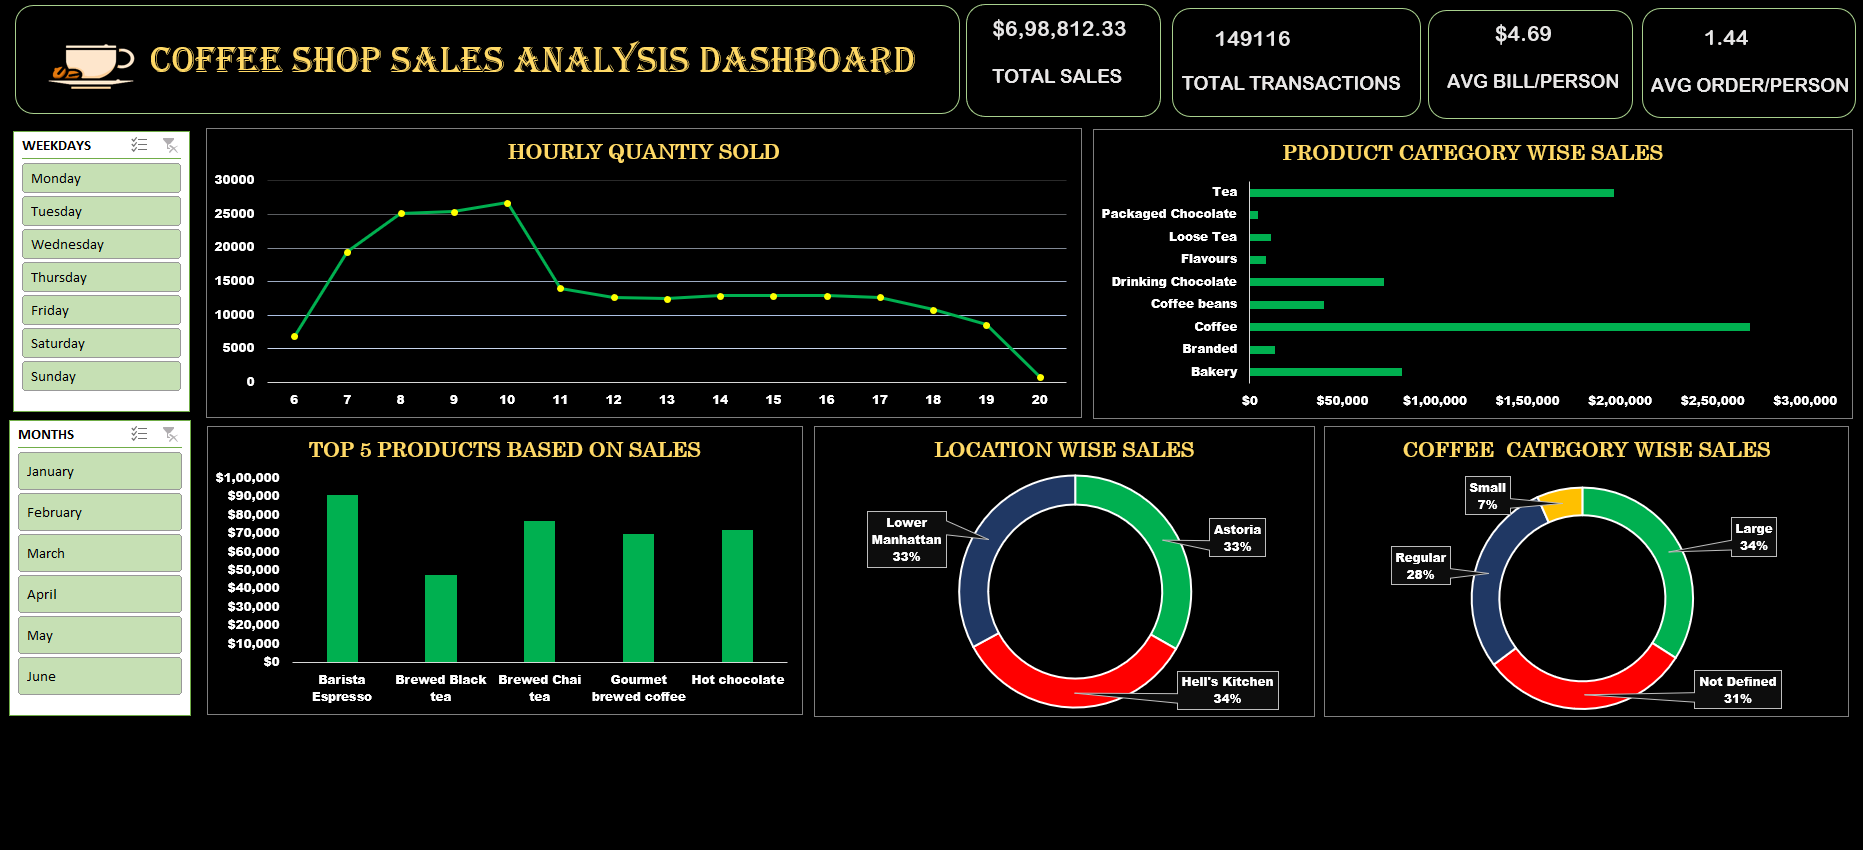 COFFEE SHOP SALES ANALYSIS DASHBOARD
$6,98,812.33
TOTAL SALES
149116
TOTAL TRANSACTIONS
$4.69
AVG BILL/PERSON
1.44
AVG ORDER/PERSON
WEEKDAYS
Monday
Tuesday
Wednesday
Thursday
Friday
Saturday
Sunday
MONTHS
January
February
March
April
May
June
HOURLY QUANTIY SOLD
30000
25000
20000
15000
10000
5000
0
6 7 8 9 10 11 12 13 14 15 16 17 18 19 20
PRODUCT CATEGORY WISE SALES
Tea
Packaged Chocolate
Loose Tea
Flavours
Drinking Chocolate
Coffee beans
Coffee
Branded
Bakery
$0 $50,000 $1,00,000 $1,50,000 $2,00,000 $2,50,000 $3,00,000
TOP 5 PRODUCTS BASED ON SALES
$1,00,000
$90,000
$80,000
$70,000
$60,000
$50,000
$40,000
$30,000
$20,000
$10,000
$0
Barista
Espresso
Brewed Black
tea
Brewed Chai
tea
Gourmet
brewed coffee
Hot chocolate
LOCATION WISE SALES
Lower
Manhattan
33%
Astoria
33%
Hell's Kitchen
34%
COFFEE  CATEGORY WISE SALES
Small
7%
Large
34%
Regular
28%
Not Defined
31%